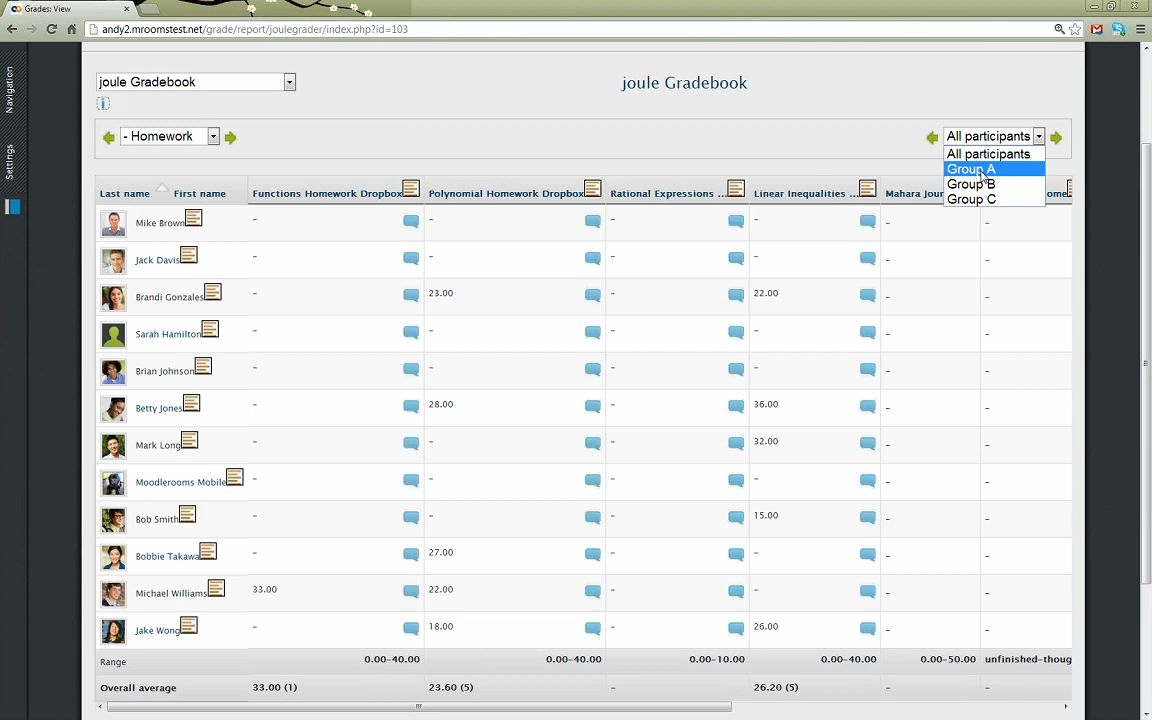 Grades: View
andy2.mroomstest.net/grade/report/joulegrader/index.php?id=103
Navigation
Settings
joule Gradebook
joule Gradebook
- Homework
All participants
All participants
Group A
Group B
Group C
Last name First name Functions Homework Dropbox Polynomial Homework Dropbox Rational Expressions ... Linear Inequalities ... Mahara Jou
Mike Brown - - - - - -
Jack Davis - - - - - -
Brandi Gonzales - 23.00 - 22.00 - -
Sarah Hamilton - - - - - -
Brian Johnson - - - - - -
Betty Jones - 28.00 - 36.00 - -
Mark Long - - - 32.00 - -
Moodlerooms Mobile - - - - - -
Bob Smith - - - 15.00 - -
Bobbie Takawa - 27.00 - - - -
Michael Williams 33.00 22.00 - - - -
Jake Wong - 18.00 - 26.00 - -
Range 0.00-40.00 0.00-40.00 0.00-10.00 0.00-40.00 0.00-50.00 unfinished-thoug
Overall average 33.00 (1) 23.60 (5) - 26.20 (5) - -